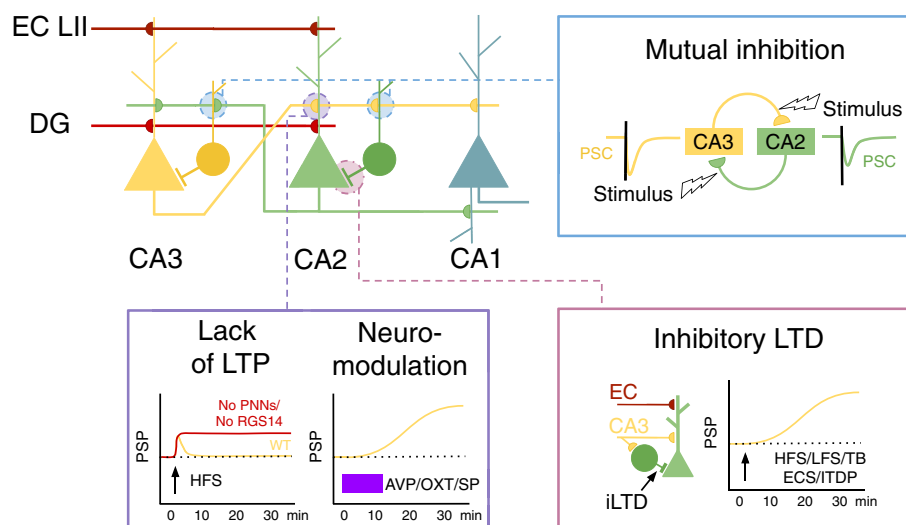 EC LII
DG
CA3
CA2
CA1
Mutual inhibition
Stimulus
CA3
CA2
PSC
PSC
Stimulus
Lack
of LTP
No PNNs/
No RGS14
WT
PSP
HFS
0 10 20 30 min
Neuro-
modulation
PSP
AVP/OXT/SP
0 10 20 30 min
Inhibitory LTD
EC
CA3
iLTD
PSP
HFS/LFS/TB
ECS/ITDP
0 10 20 30 min